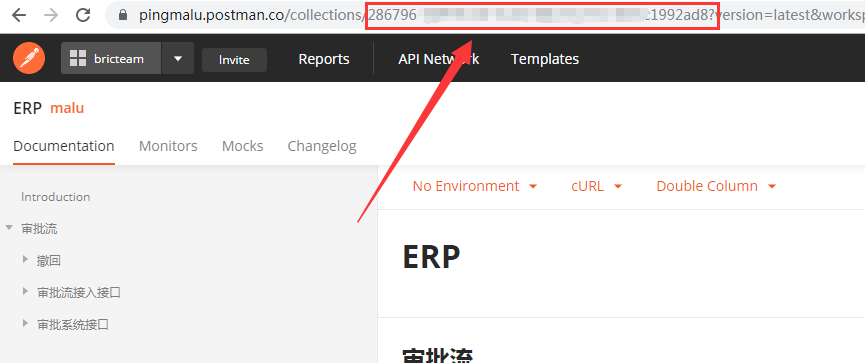 pingmalu.postman.co/collections/286796 c1992ad8?version=latest&worksp
bricteam Invite Reports API Network Templates
ERP malu
Documentation Monitors Mocks Changelog
Introduction
审批流
撤回
审批流接入接口
审批系统接口
No Environment cURL Double Column
ERP
审批流